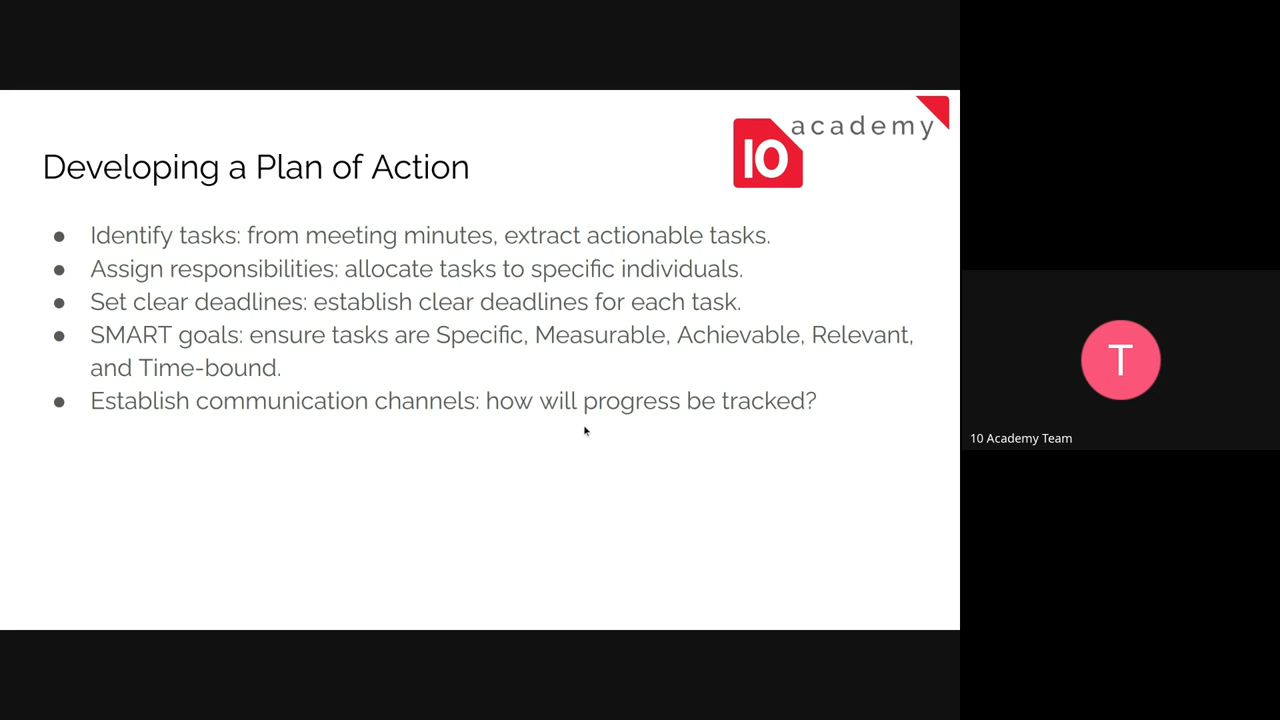 academy
10
Developing a Plan of Action
● Identify tasks: from meeting minutes, extract actionable tasks.
● Assign responsibilities: allocate tasks to specific individuals.
● Set clear deadlines: establish clear deadlines for each task.
● SMART goals: ensure tasks are Specific, Measurable, Achievable, Relevant,
and Time-bound.
● Establish communication channels: how will progress be tracked?
T
10 Academy Team